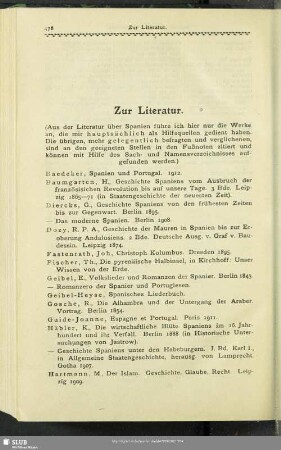 478 Zur Literatur.
Zur Literatur.
(Aus der Literatur über Spanien führe ich hier nur die Werke
an, die mir hauptsächlich als Hilfsquellen gedient haben.
Die übrigen, mehr gelegentlich befragten und verglichenen,
sind an den geeigneten Stellen in den Fußnoten zitiert und
können mit Hilfe des Sach- und Namenverzeichnisses auf-
gefunden werden.)
Baedeker, Spanien und Portugal. 1912.
Baumgarten, H., Geschichte Spaniens vom Ausbruch der
französischen Revolution bis auf unsere Tage. 3 Bde. Leip-
zig 1865—71 (in Staatengeschichte der neuesten Zeit).
Diercks, G., Geschichte Spaniens von den frühesten Zeiten
bis zur Gegenwart. Berlin 1895.
— Das moderne Spanien. Berlin 1908.
Dozy, R. P. A., Geschichte der Mauren in Spanien bis zur Er-
oberung Andalusiens. 2 Bde. Deutsche Ausg. v. Graf v. Bau-
dessin. Leipzig 1874.
Fastenrath, Joh., Christoph Kolumbus. Dresden 1895.
Fischer, Th., Die pyrenäische Halbinsel, in Kirchhoff: Unser
Wissen von der Erde.
Geibel, E., Volkslieder und Romanzen der Spanier. Berlin 1843.
— Romanzero der Spanier und Portugiesen.
Geibel-Heyse, Spanisches Liederbuch.
Gosche, R., Die Alhambra und der Untergang der Araber.
Vortrag. Berlin 1854.
Guide-Joanne, Espagne et Portugal. Paris 1911.
Häbler, K., Die wirtschaftliche Blüte Spaniens im 16. Jahr-
hundert und ihr Verfall. Berlin 1888 (in Historische Unter-
suchungen von Jastrow).
— Geschichte Spaniens unter den Habsburgern. I. Bd. Karl I.,
in Allgemeine Staatengeschichte, herausg. von Lamprecht.
Gotha 1907.
Hartmann, M. Der Islam. Geschichte, Glaube, Recht. Leip-
zig 1909.
SLUB